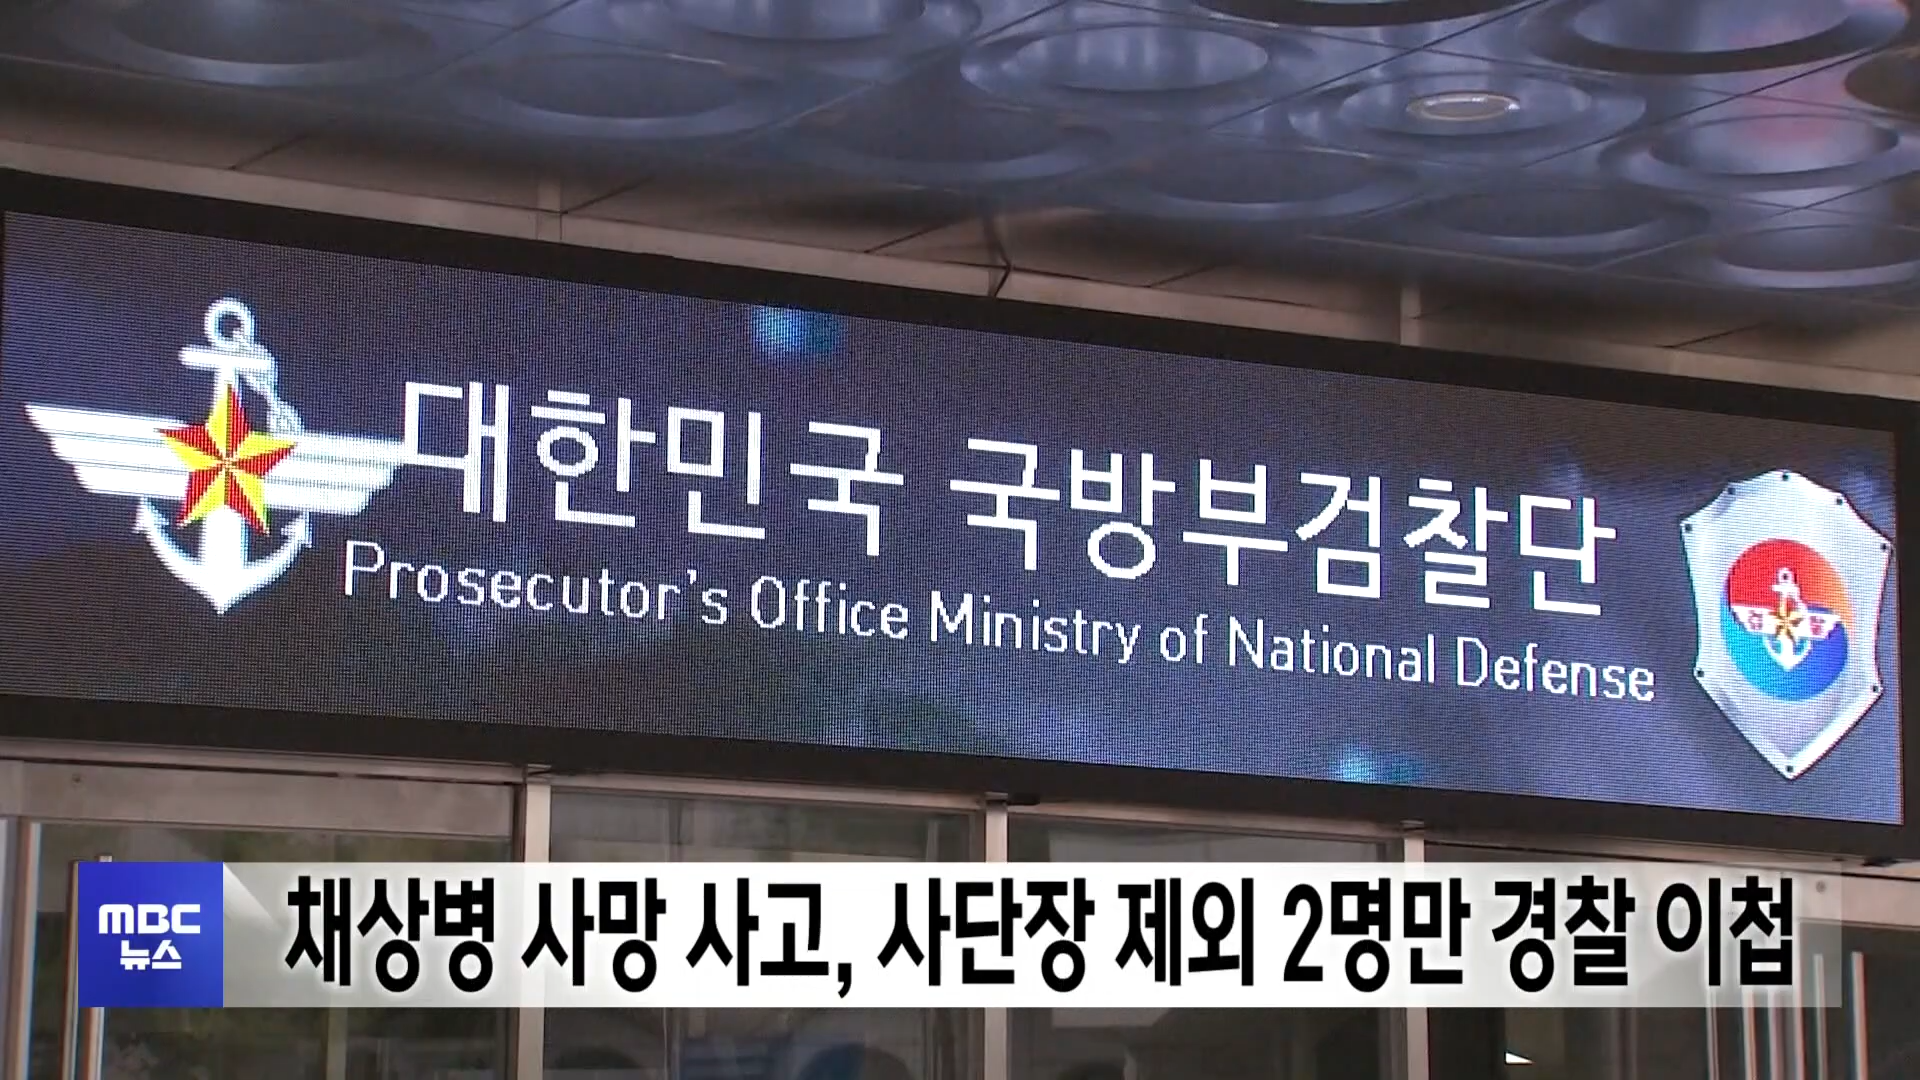 대한민국 국방부검찰단
Prosecutor's Office Ministry of National Defense
MBC
뉴스
채상병 사망 사고, 사단장 제외 2명만 경찰 이첩